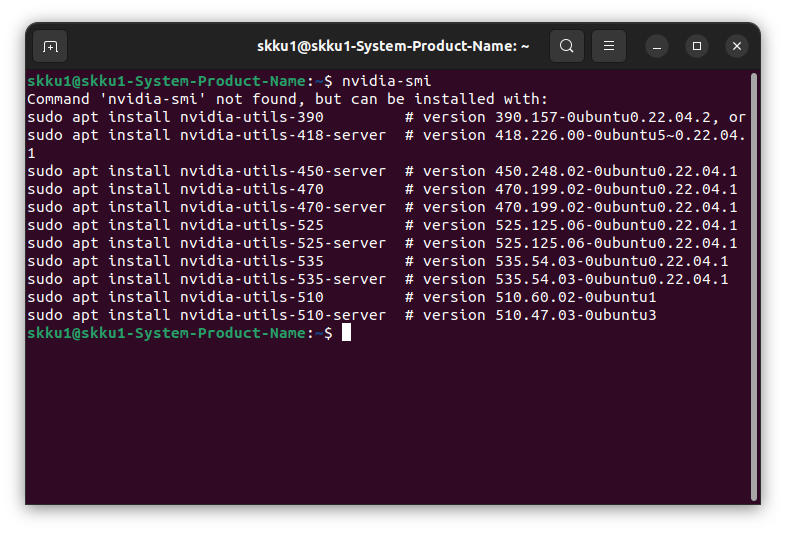 skku1@skku1-System-Product-Name: ~
skku1@skku1-System-Product-Name:~$ nvidia-smi
Command 'nvidia-smi' not found, but can be installed with:
sudo apt install nvidia-utils-390         # version 390.157-0ubuntu0.22.04.2, or
sudo apt install nvidia-utils-418-server  # version 418.226.00-0ubuntu5~0.22.04.
1
sudo apt install nvidia-utils-450-server  # version 450.248.02-0ubuntu0.22.04.1
sudo apt install nvidia-utils-470         # version 470.199.02-0ubuntu0.22.04.1
sudo apt install nvidia-utils-470-server  # version 470.199.02-0ubuntu0.22.04.1
sudo apt install nvidia-utils-525         # version 525.125.06-0ubuntu0.22.04.1
sudo apt install nvidia-utils-525-server  # version 525.125.06-0ubuntu0.22.04.1
sudo apt install nvidia-utils-535         # version 535.54.03-0ubuntu0.22.04.1
sudo apt install nvidia-utils-535-server  # version 535.54.03-0ubuntu0.22.04.1
sudo apt install nvidia-utils-510         # version 510.60.02-0ubuntu1
sudo apt install nvidia-utils-510-server  # version 510.47.03-0ubuntu3
skku1@skku1-System-Product-Name:~$